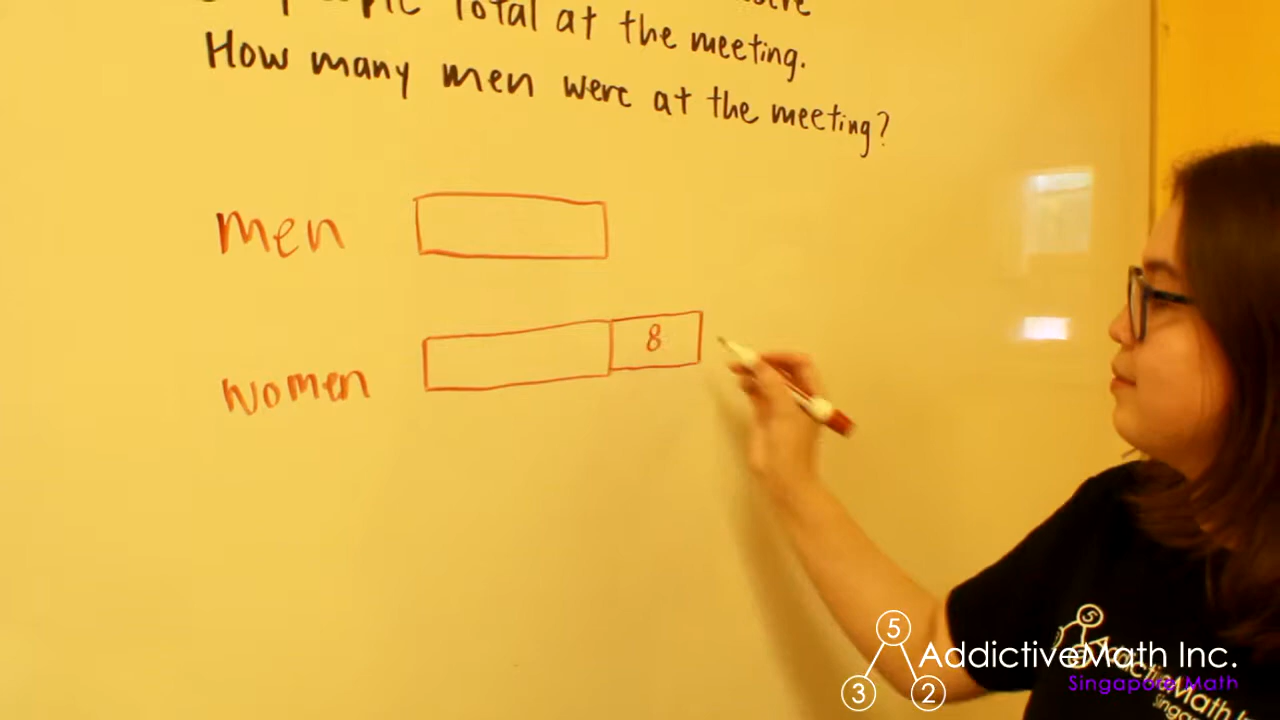 Total at the meeting.
How many men were at the meeting?
men
women
8
5
AddictiveMath Inc.
Singapore Math
3 2
5